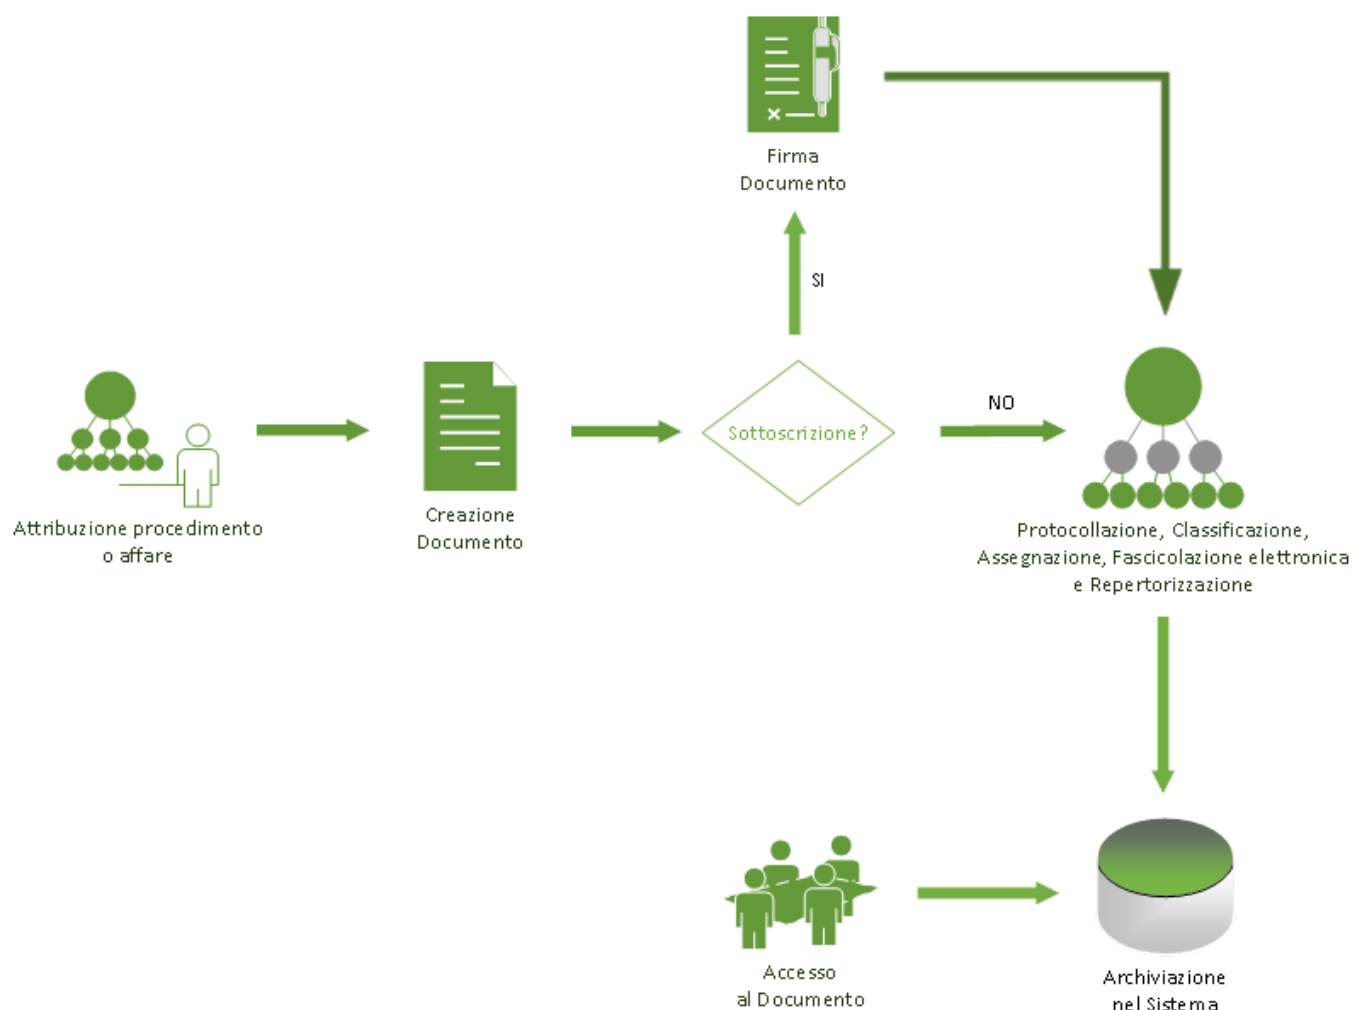 Firma
Documento
SI
NO
Sottoscrizione?
Attribuzione procedimento
o affare
Creazione
Documento
Protocollazione, Classificazione,
Assegnazione, Fascicolazione elettronica
e Repertorizzazione
Accesso
al Documento
Archiviazione
nel Sistema